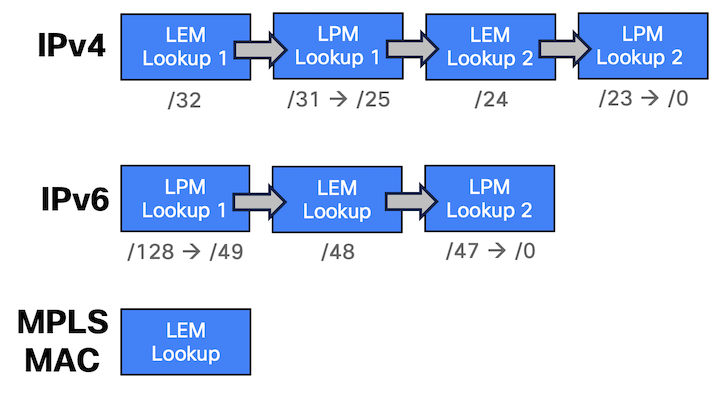 IPv4
LEM
Lookup 1
LPM
Lookup 1
LEM
Lookup 2
LPM
Lookup 2
/32
/31 → /25
/24
/23 → /0
IPv6
LPM
Lookup 1
LEM
Lookup
LPM
Lookup 2
/128 → /49
/48
/47 → /0
MPLS
MAC
LEM
Lookup